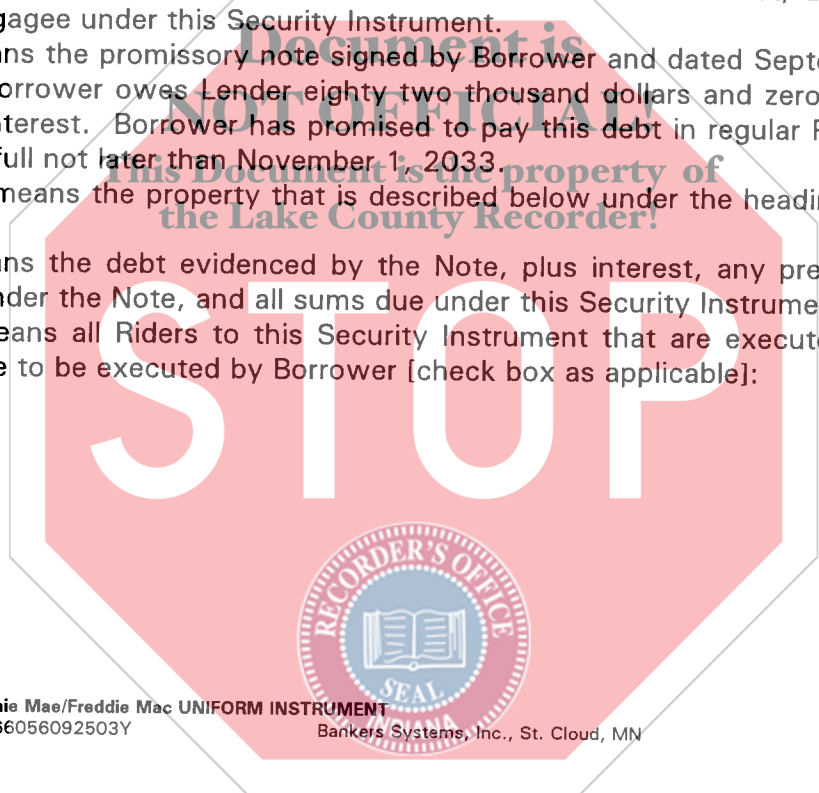 gagee under this Security Instrument.
Document is
ns the promissory note signed by Borrower and dated Sept
orrower owes Lender eighty two thousand dollars and zero
NOT OFFICIAL!
terest. Borrower has promised to pay this debt in regular
full not later than November 1, 2033.
This Document is the property of
means the property that is described below under the headi
the Lake County Recorder!
ns the debt evidenced by the Note, plus interest, any pre
der the Note, and all sums due under this Security Instrume
eans all Riders to this Security Instrument that are execut
e to be executed by Borrower [check box as applicable]:
STOP
RECORDER'S OFFICE
SEAL
INDIANA
ie Mae/Freddie Mac UNIFORM INSTRUMENT
6056092503Y
Bankers Systems, Inc., St. Cloud, MN